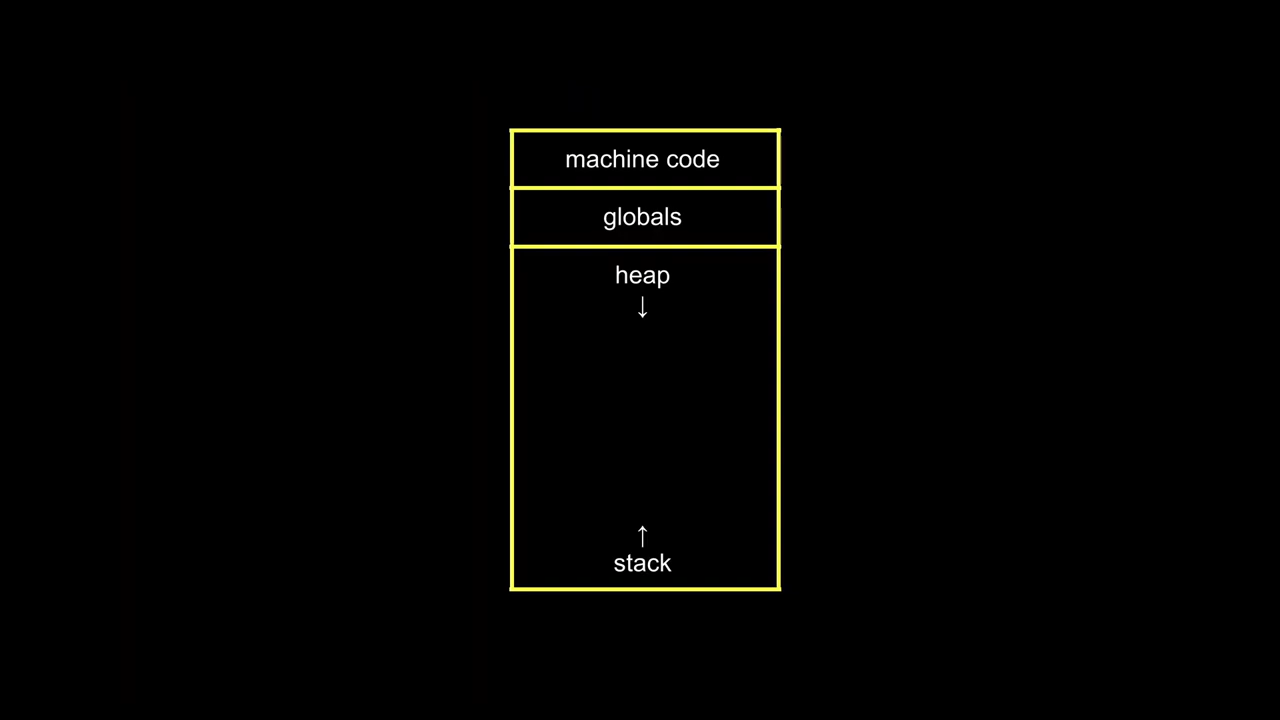 machine code
globals
heap
↓
↑
stack